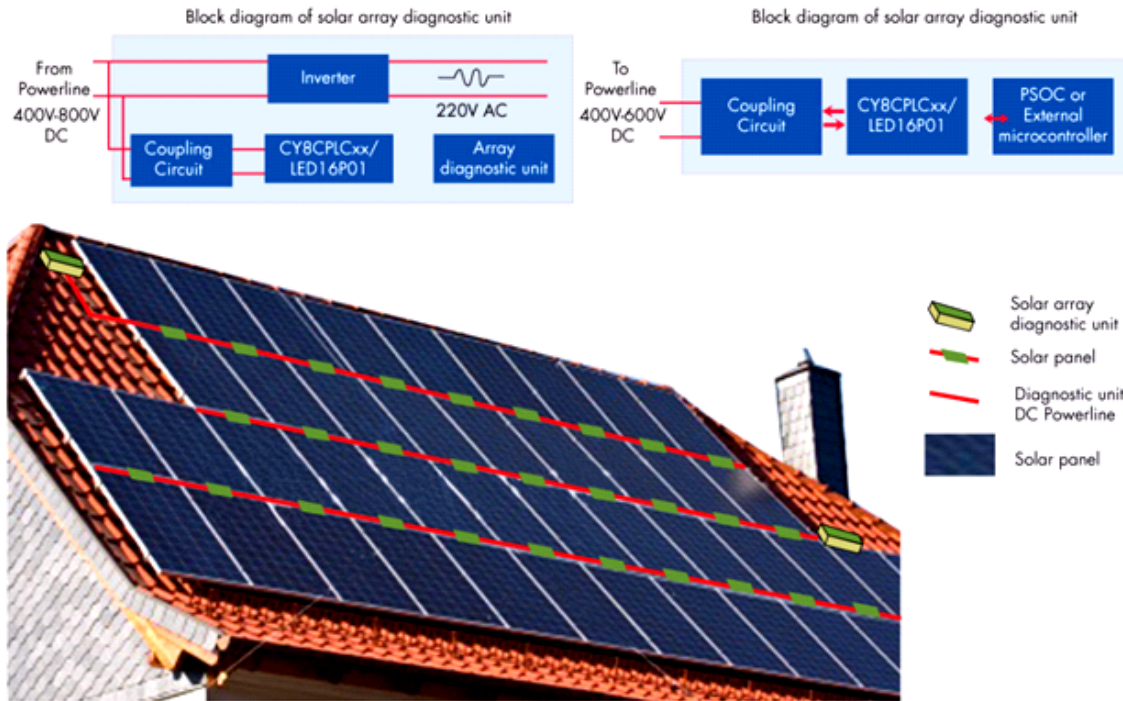 Block diagram of solar array diagnostic unit
From
Powerline
400V-800V
DC
Inverter
220V AC
Coupling
Circuit
CY8CPLCxx/
LED16P01
Array
diagnostic unit
Block diagram of solar array diagnostic unit
To
Powerline
400V-600V
DC
Coupling
Circuit
CY8CPLCxx/
LED16P01
PSOC or
External
microcontroller
Solar array
diagnostic unit
Solar panel
Diagnostic unit
DC Powerline
Solar panel